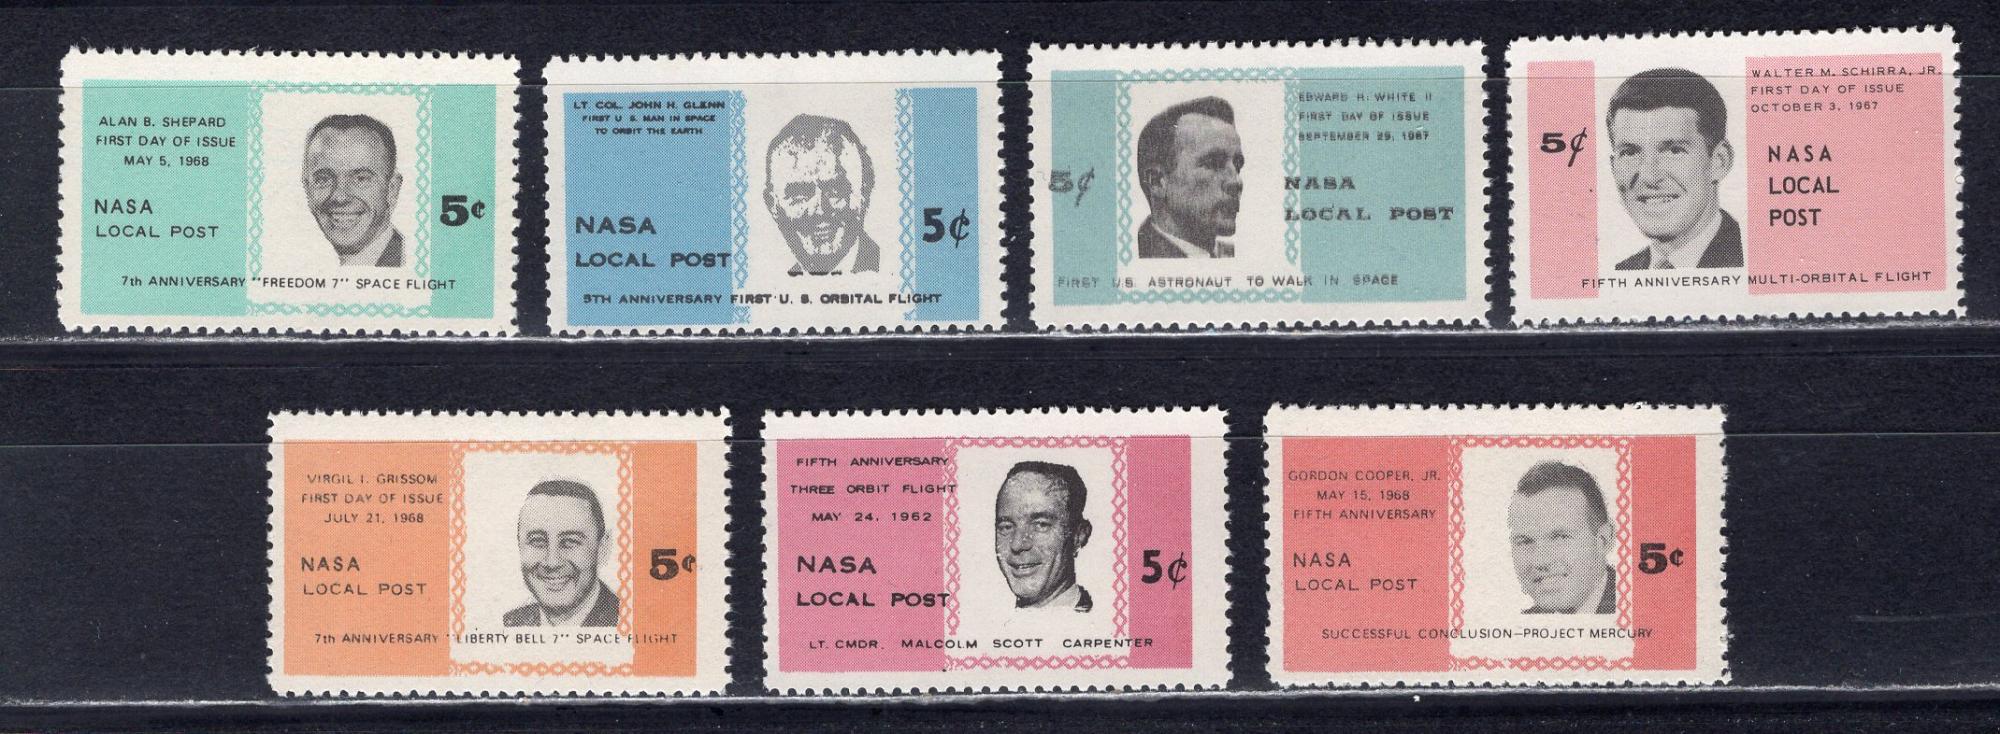 ALAN B. SHEPARD
FIRST DAY OF ISSUE
MAY 5, 1968
NASA
LOCAL POST
5¢
7th ANNIVERSARY "FREEDOM 7" SPACE FLIGHT
LT COL. JOHN H. GLENN
FIRST U S. MAN IN SPACE
TO ORBIT THE EARTH
NASA
LOCAL POST
5¢
5TH ANNIVERSARY FIRST U. S. ORBITAL FLIGHT
EDWARD H. WHITE II
FIRST DAY OF ISSUE
SEPTEMBER 29, 1967
5¢
NASA
LOCAL POST
FIRST U.S. ASTRONAUT TO WALK IN SPACE
WALTER M. SCHIRRA, JR.
FIRST DAY OF ISSUE
OCTOBER 3, 1967
5¢
NASA
LOCAL
POST
FIFTH ANNIVERSARY MULTI-ORBITAL FLIGHT
VIRGIL I. GRISSOM
FIRST DAY OF ISSUE
JULY 21, 1968
NASA
LOCAL POST
5¢
7th ANNIVERSARY "LIBERTY BELL 7" SPACE FLIGHT
FIFTH ANNIVERSARY
THREE ORBIT FLIGHT
MAY 24, 1962
NASA
LOCAL POST
5¢
LT. CMDR. MALCOLM SCOTT CARPENTER
GORDON COOPER, JR.
MAY 15, 1968
FIFTH ANNIVERSARY
NASA
LOCAL POST
5¢
SUCCESSFUL CONCLUSION—PROJECT MERCURY